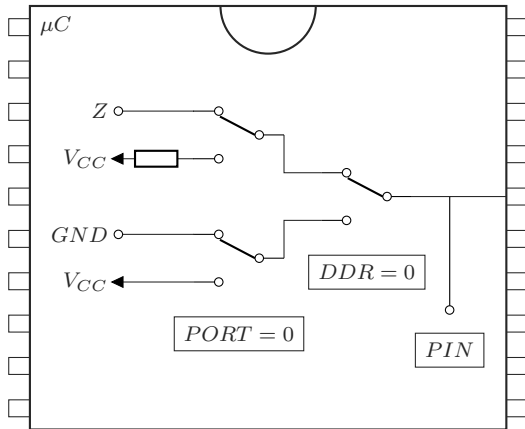 μC
Z
V_CC
GND
V_CC
DDR = 0
PORT = 0
PIN